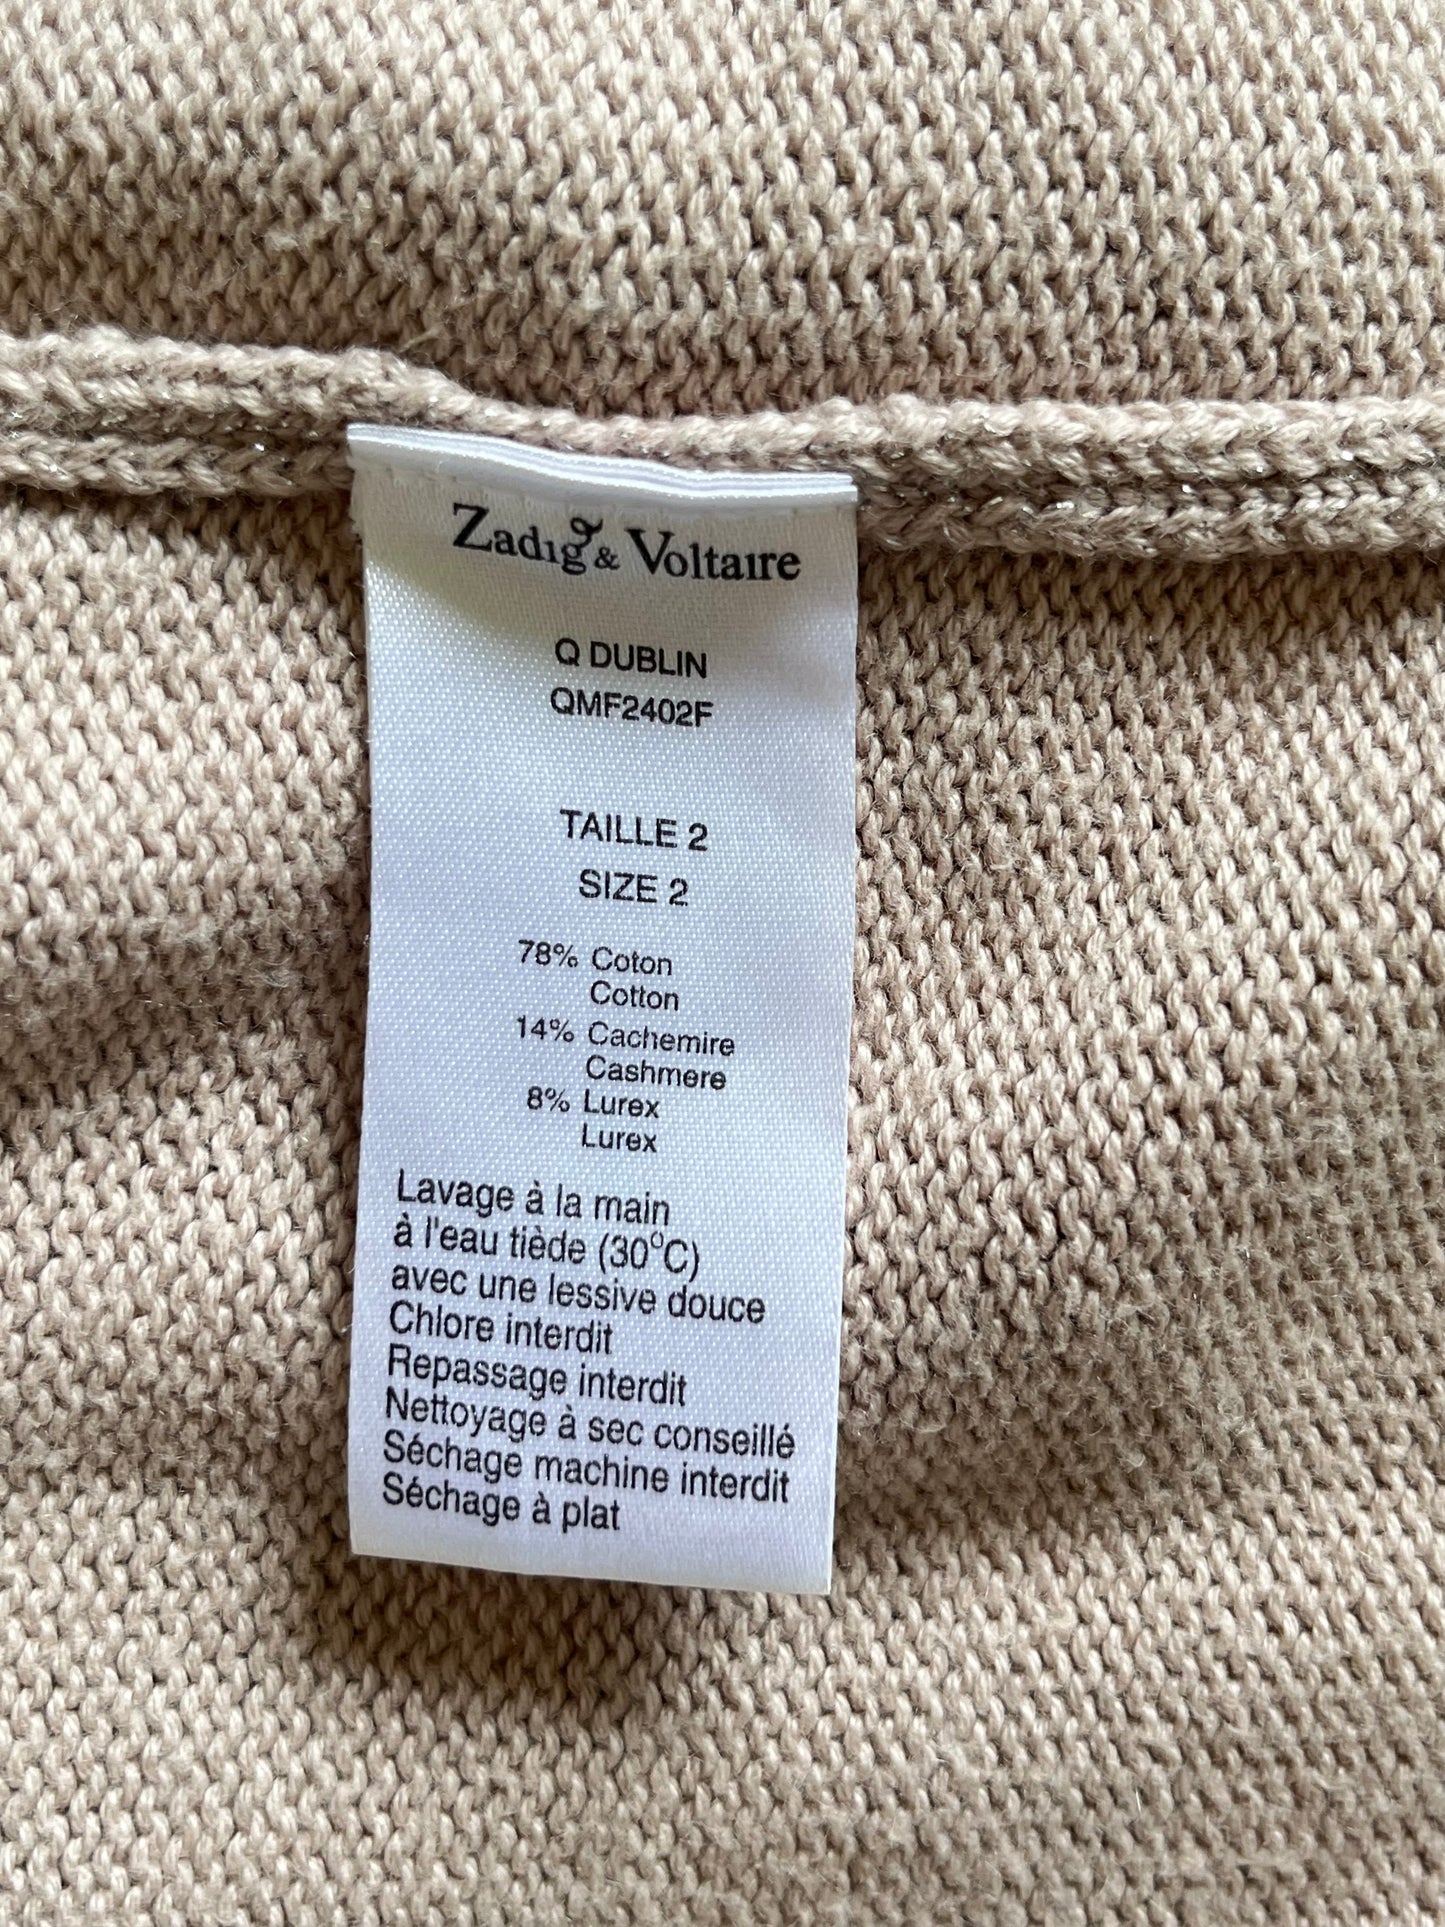 Zadig & Voltaire
Q DUBLIN
QMF2402F
TAILLE 2
SIZE 2
78% Coton
Cotton
14% Cachemire
Cashmere
8% Lurex
Lurex
Lavage à la main
à l'eau tiède (30°C)
avec une lessive douce
Chlore interdit
Repassage interdit
Nettoyage à sec conseillé
Séchage machine interdit
Séchage à plat